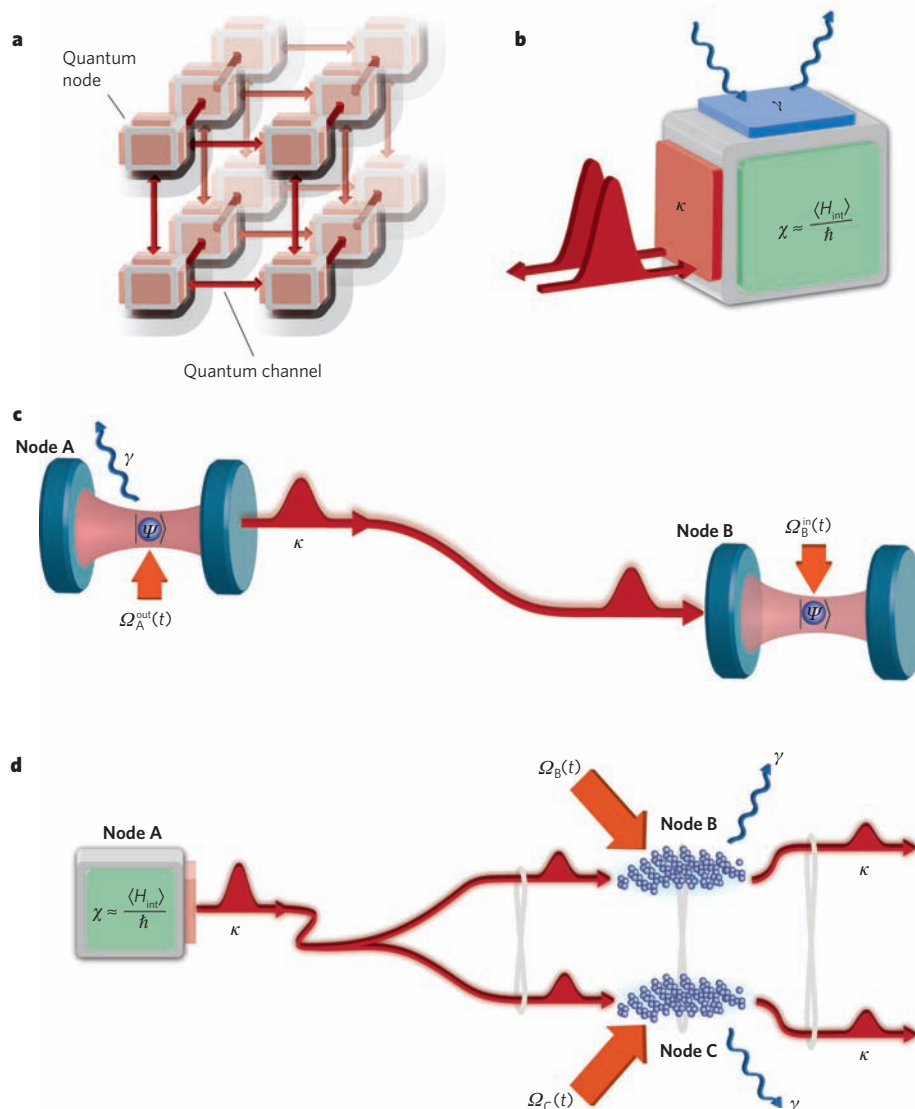 a
Quantum
node
Quantum channel
b
γ
κ
χ ≈ ⟨H_int⟩/ℏ
c
Node A
γ
|Ψ⟩
κ
Ω_A^out(t)
Node B
Ω_B^in(t)
|Ψ⟩
d
Node A
χ ≈ ⟨H_int⟩/ℏ
κ
Ω_B(t)
Node B
γ
κ
Node C
Ω_C(t)
γ
κ